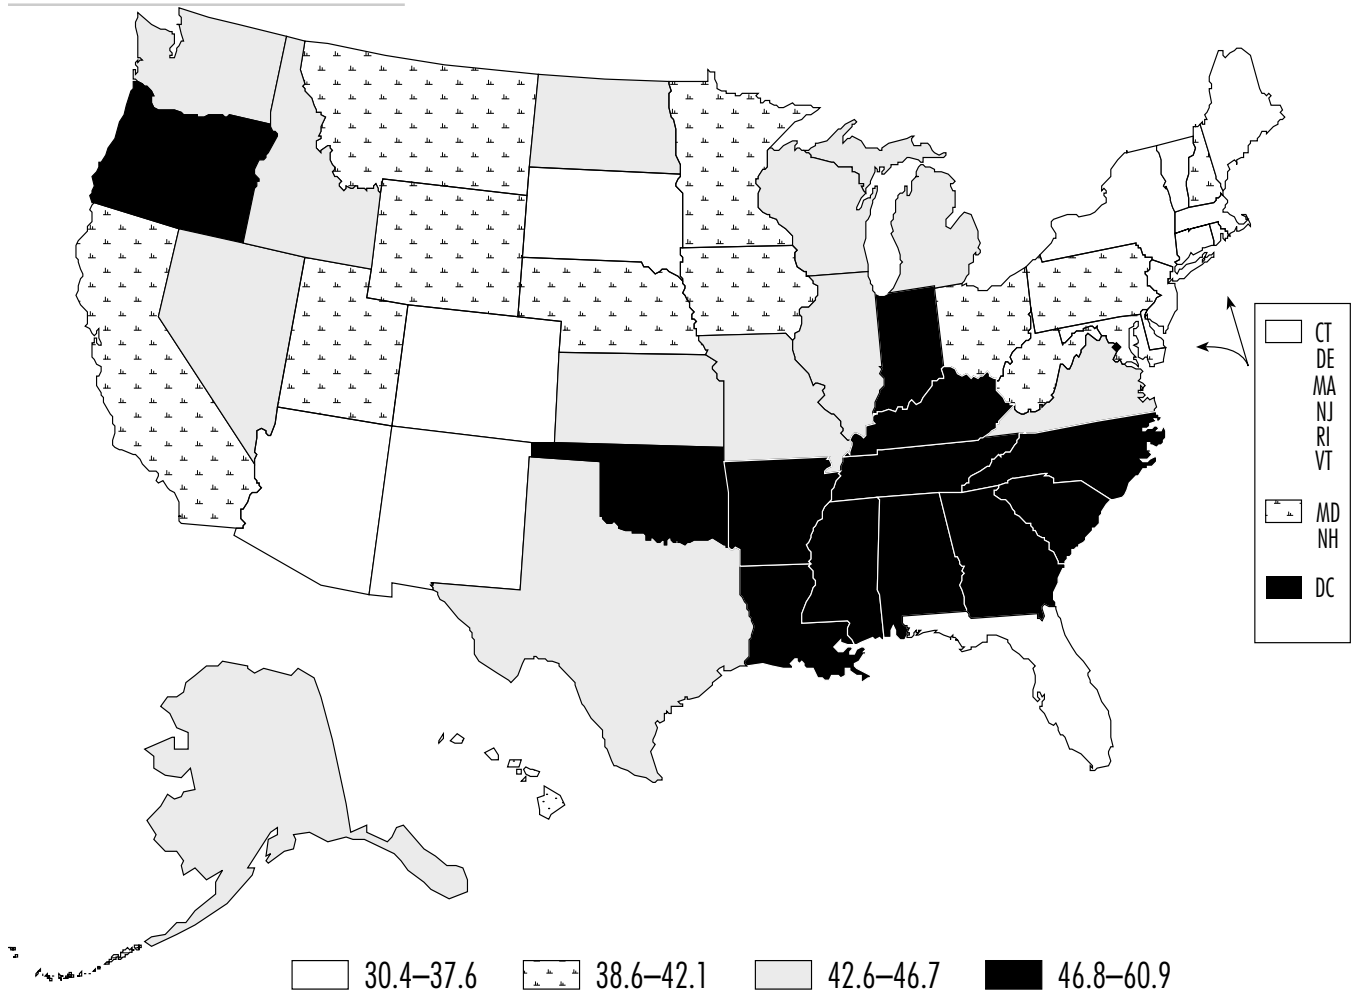 CT
DE
MA
NJ
RI
VT
MD
NH
DC
30.4–37.6
38.6–42.1
42.6–46.7
46.8–60.9